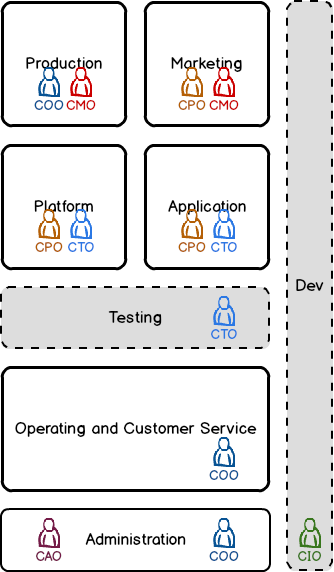 Production
COO CMO
Marketing
CPO CMO
Platform
CPO CTO
Application
CPO CTO
Testing
CTO
Operating and Customer Service
COO
Administration
CAO
COO
Dev
CIO